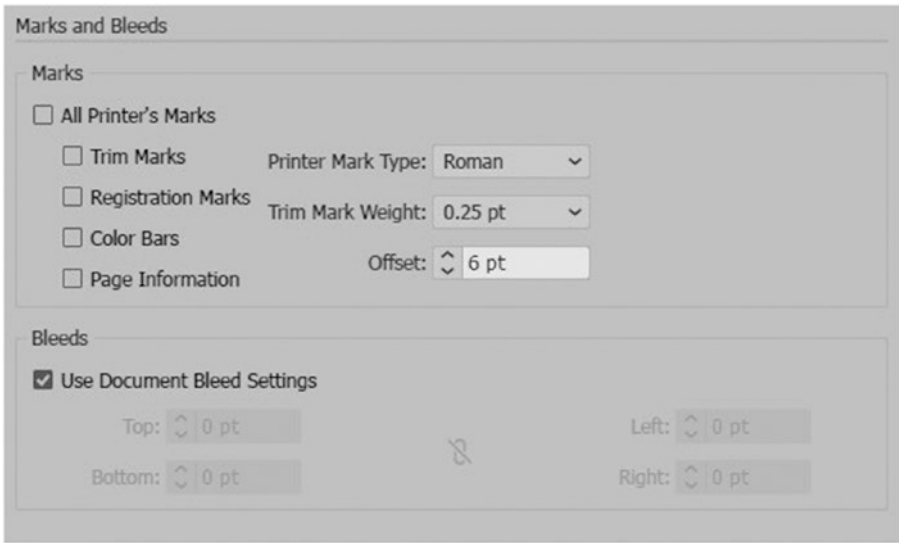 Marks and Bleeds
Marks
All Printer's Marks
Trim Marks
Printer Mark Type: Roman
Registration Marks
Trim Mark Weight: 0.25 pt
Color Bars
Offset: 6 pt
Page Information
Bleeds
Use Document Bleed Settings
Top: 0 pt
Left: 0 pt
Bottom: 0 pt
Right: 0 pt